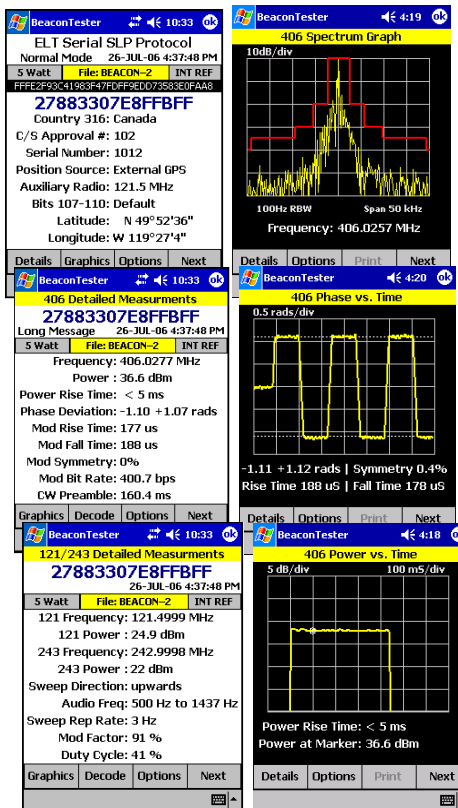 BeaconTester 10:33 ok
ELT Serial SLP Protocol
Normal Mode 26-JUL-06 4:37:48 PM
5 Watt File: BEACON-2 INT REF
FFFE2F93C41983F47FDFF9EDD73583E0FAA8
27883307E8FFBFF
Country 316: Canada
C/S Approval #: 102
Serial Number: 1012
Position Source: External GPS
Auxiliary Radio: 121.5 MHz
Bits 107-110: Default
Latitude: N 49°52'36"
Longitude: W 119°27'4"
Details Graphics Options Next
BeaconTester 4:19 ok
406 Spectrum Graph
10dB/div
100Hz RBW Span 50 kHz
Frequency: 406.0257 MHz
Details Options Print Next
BeaconTester 10:33 ok
406 Detailed Measurments
27883307E8FFBFF
Long Message 26-JUL-06 4:37:48 PM
5 Watt File: BEACON-2 INT REF
Frequency: 406.0277 MHz
Power : 36.6 dBm
Power Rise Time: < 5 ms
Phase Deviation: -1.10 +1.07 rads
Mod Rise Time: 177 us
Mod Fall Time: 188 us
Mod Symmetry: 0%
Mod Bit Rate: 400.7 bps
CW Preamble: 160.4 ms
Graphics Decode Options Next
BeaconTester 4:20 ok
406 Phase vs. Time
0.5 rads/div
-1.11 +1.12 rads | Symmetry 0.4%
Rise Time 188 uS | Fall Time 178 uS
Details Options Print Next
BeaconTester 10:33 ok
121/243 Detailed Measurments
27883307E8FFBFF
26-JUL-06 4:37:48 PM
5 Watt File: BEACON-2 INT REF
121 Frequency: 121.4999 MHz
121 Power : 24.9 dBm
243 Frequency: 242.9998 MHz
243 Power : 22 dBm
Sweep Direction: upwards
Audio Freq: 500 Hz to 1437 Hz
Sweep Rep Rate: 3 Hz
Mod Factor: 91 %
Duty Cycle: 41 %
Graphics Decode Options Next
BeaconTester 4:18
406 Power vs. Time
5 dB/div 100 mS/div
Power Rise Time: < 5 ms
Power at Marker: 36.6 dBm
Details Options Print Next